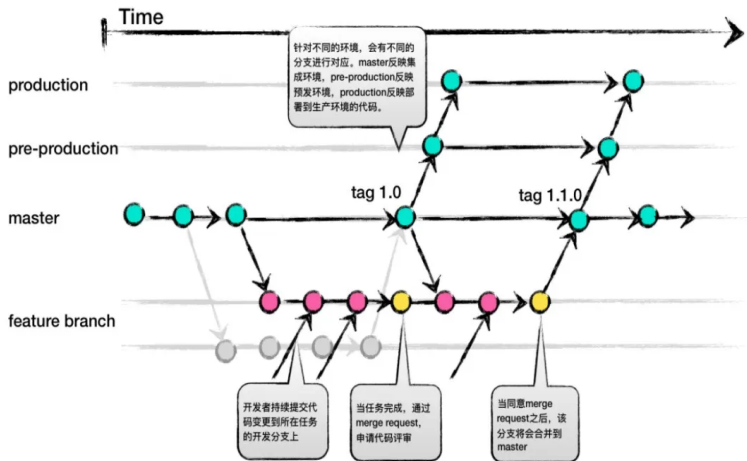 Time
针对不同的环境，会有不同的
分支进行对应。master反映集
成环境，pre-production反映
预发环境，production反映部
署到生产环境的代码。
production
pre-production
tag 1.0
tag 1.1.0
master
feature branch
开发者持续提交代
码变更到所在任务
的开发分支上
当任务完成，通过
merge request，
申请代码评审
当同意merge
request之后，该
分支将会合并到
master